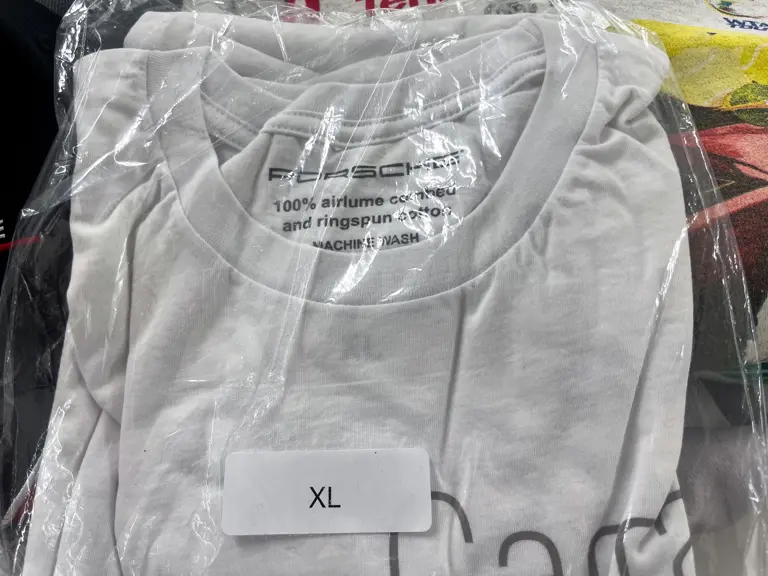 PORSCHE
100% airlume combed
and ringspun cotton
MACHINE WASH
XL